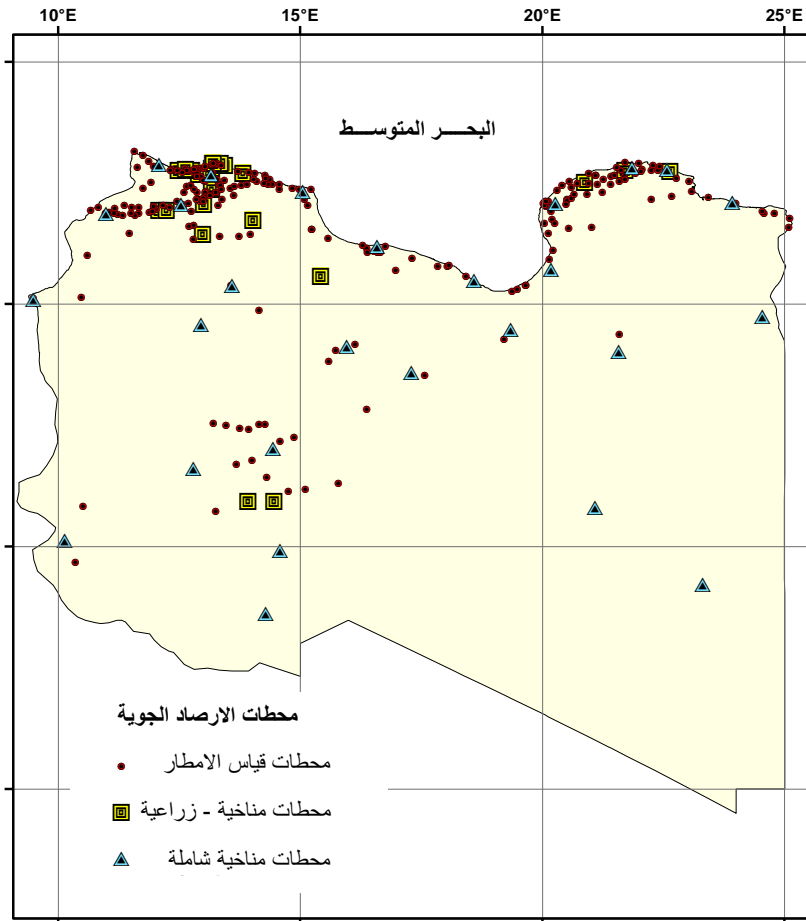 10°E 15°E 20°E 25°E
البحـــر المتوســـط
محطات الارصاد الجوية
محطات قياس الامطار
محطات مناخية - زراعية
محطات مناخية شاملة